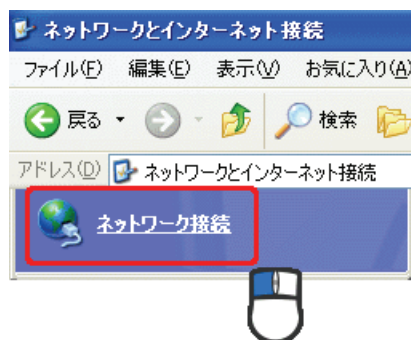 ネットワークとインターネット接続
ファイル(F) 編集(E) 表示(V) お気に入り(A)
戻る 検索
アドレス(D) ネットワークとインターネット接続
ネットワーク接続